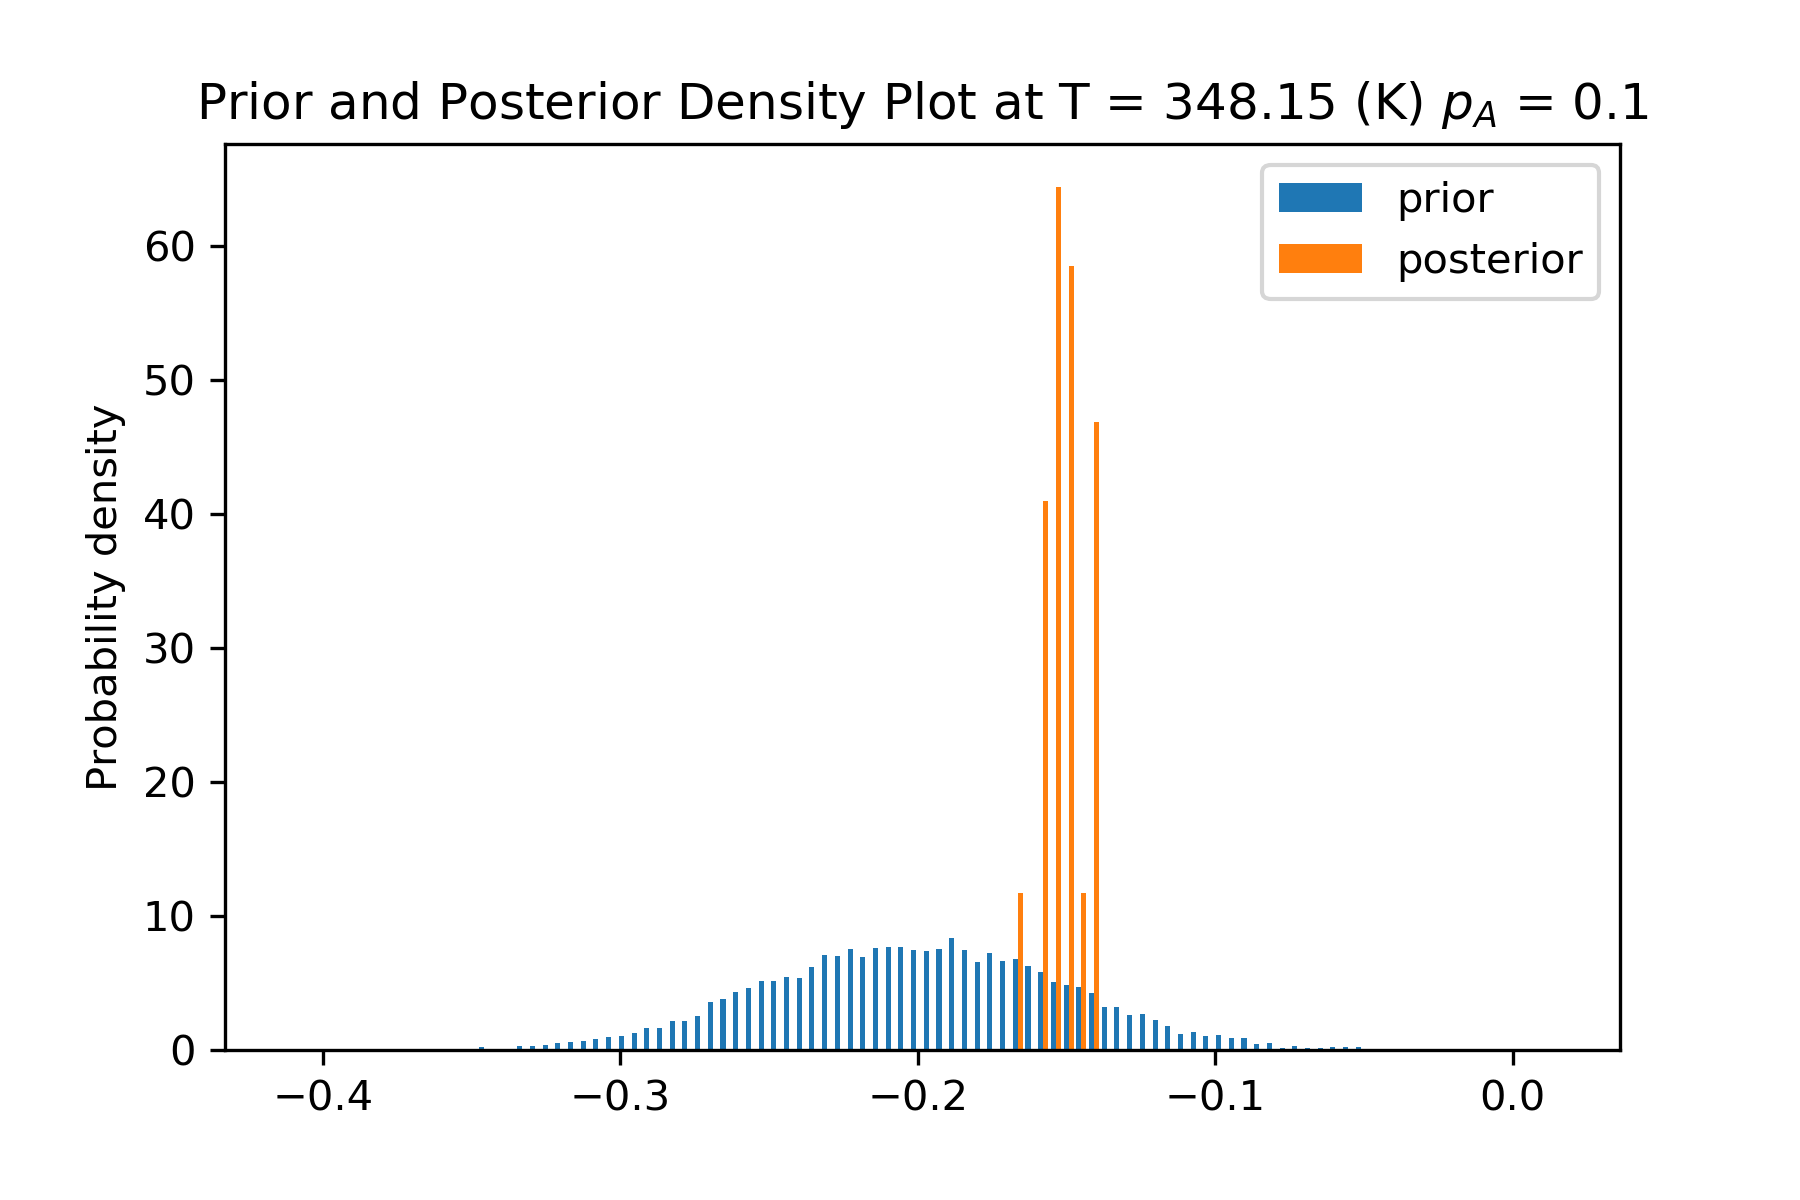 Prior and Posterior Density Plot at T = 348.15 (K) p_A = 0.1
prior
posterior
Probability density
60
50
40
30
20
10
0
−0.4 −0.3 −0.2 −0.1 0.0